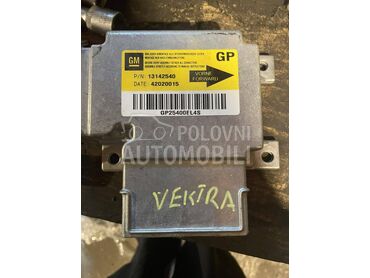 GM
GP
P/N: 13142540
DATE: 42020015
VORNE
FORWARD
GP25400EL4S
POLOVNI
AUTOMOBILI
VEKTRA